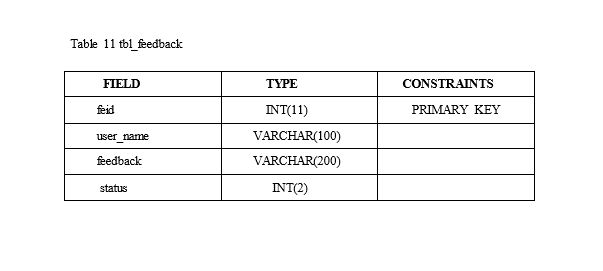 Table 11 tbl_feedback
FIELD TYPE CONSTRAINTS
feid INT(11) PRIMARY KEY
user_name VARCHAR(100)
feedback VARCHAR(200)
status INT(2)